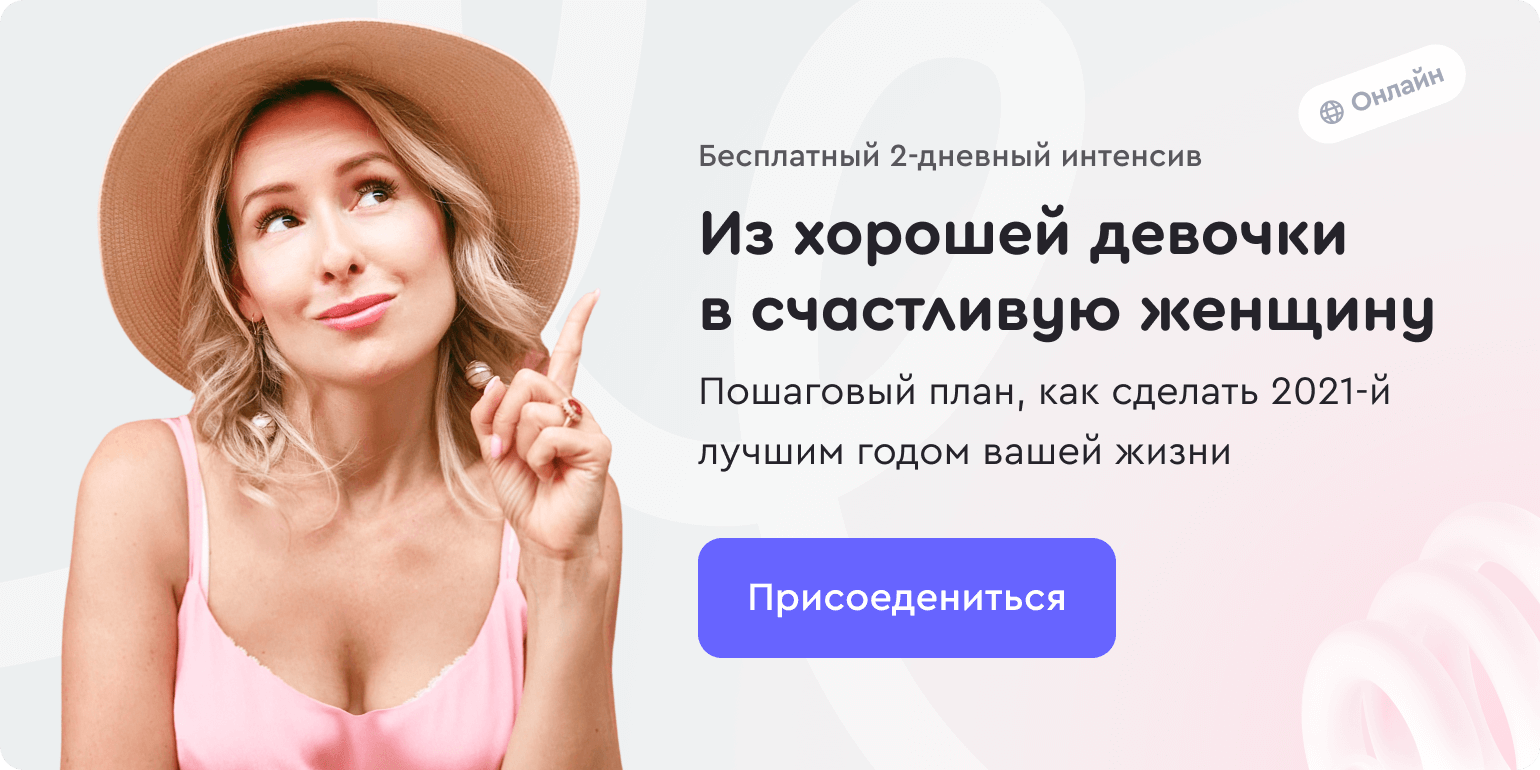 Онлайн
Бесплатный 2-дневный интенсив
Из хорошей девочки
в счастливую женщину
Пошаговый план, как сделать 2021-й
лучшим годом вашей жизни
Присоедениться